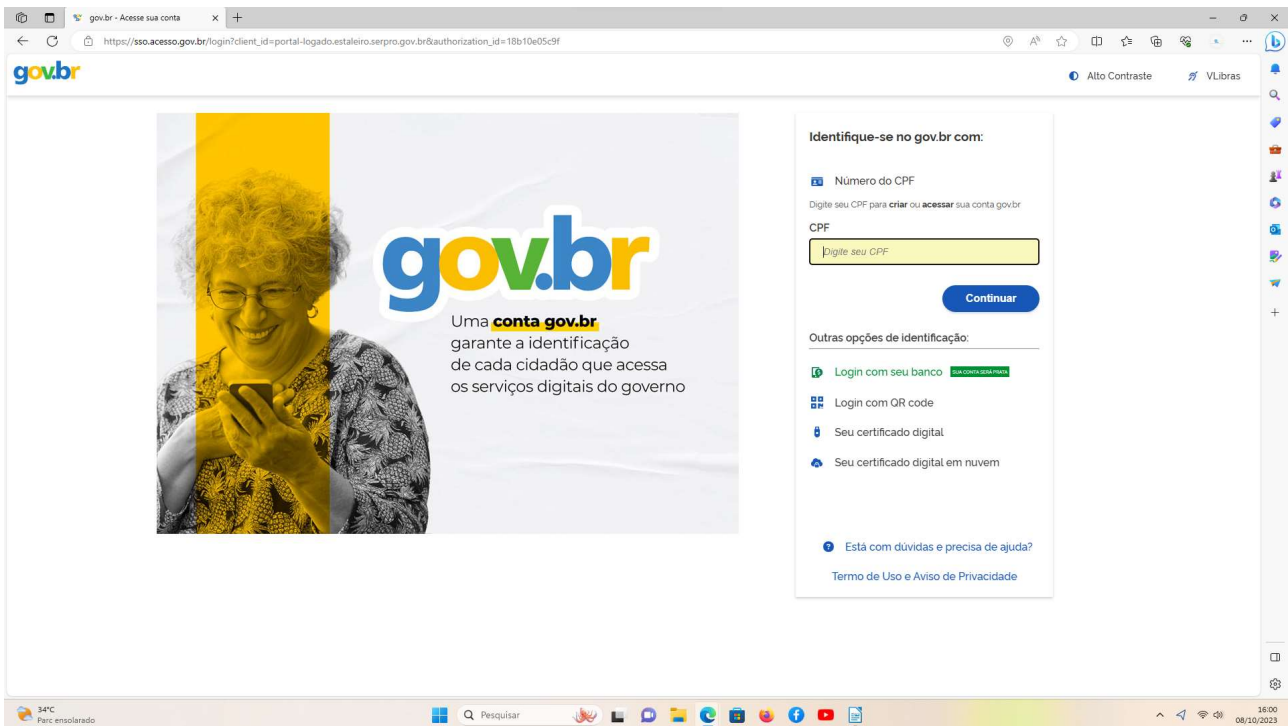 gov.br - Acesse sua conta
https://sso.acesso.gov.br/login?client_id=portal-logado.estaleiro.serpro.gov.br&authorization_id=18b10e05c9f
gov.br
Alto Contraste
VLibras
gov.br
Uma conta gov.br
garante a identificação
de cada cidadão que acessa
os serviços digitais do governo
Identifique-se no gov.br com:
Número do CPF
Digite seu CPF para criar ou acessar sua conta gov.br
CPF
Digite seu CPF
Continuar
Outras opções de identificação:
Login com seu banco SUA CONTA SERÁ PRATA
Login com QR code
Seu certificado digital
Seu certificado digital em nuvem
Está com dúvidas e precisa de ajuda?
Termo de Uso e Aviso de Privacidade
34°C
Parc ensolarado
Pesquisar
16:00
08/10/2023